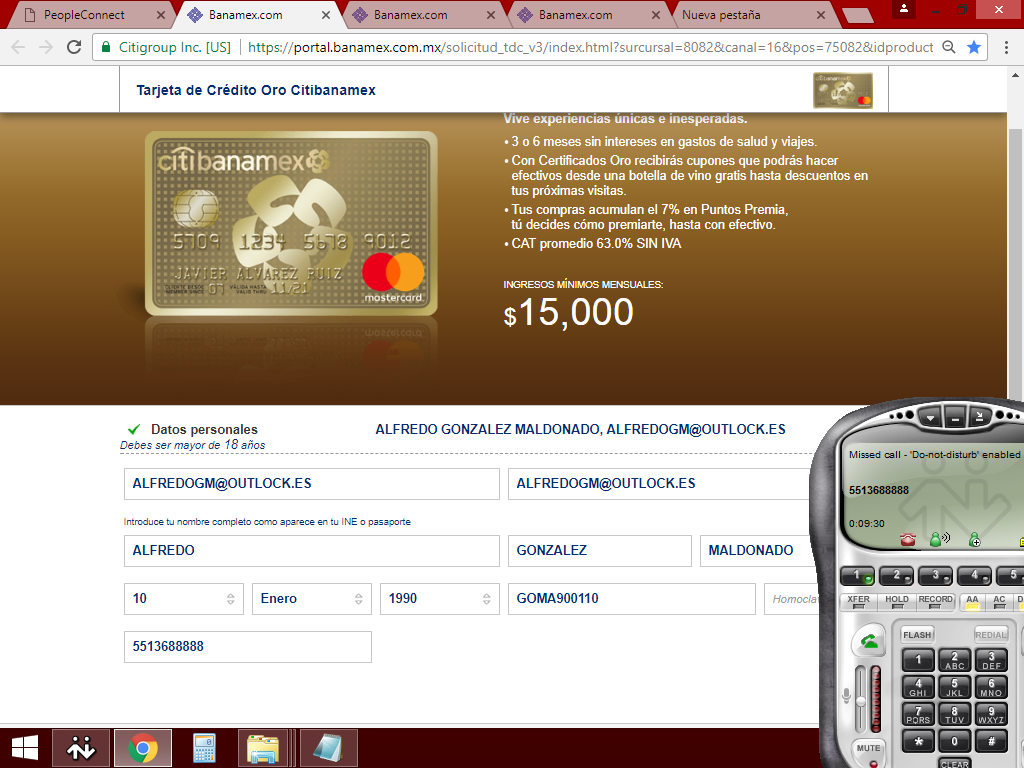 PeopleConnect
Banamex.com
Banamex.com
Banamex.com
Nueva pestaña
Citigroup Inc. [US]
https://portal.banamex.com.mx/solicitud_tdc_v3/index.html?sursursal=8082&canal=16&pos=75082&idproduct
Tarjeta de Crédito Oro Citibanamex
citibanamex
5709 1234 5678 9012
JAVIER ALVAREZ RUIZ
07
11/21
mastercard
Vive experiencias únicas e inesperadas.
• 3 o 6 meses sin intereses en gastos de salud y viajes.
• Con Certificados Oro recibirás cupones que podrás hacer
efectivos desde una botella de vino gratis hasta descuentos en
tus próximas visitas.
• Tus compras acumulan el 7% en Puntos Premia,
tú decides cómo premiarte, hasta con efectivo.
• CAT promedio 63.0% SIN IVA
INGRESOS MÍNIMOS MENSUALES:
$15,000
Datos personales
ALFREDO GONZALEZ MALDONADO, ALFREDOGM@OUTLOCK.ES
Debes ser mayor de 18 años
ALFREDOGM@OUTLOCK.ES
ALFREDOGM@OUTLOCK.ES
Introduce tu nombre completo como aparece en tu INE o pasaporte
ALFREDO
GONZALEZ
MALDONADO
10
Enero
1990
GOMA900110
Homocla
5513688888
Missed call - 'Do-not-disturb' enabled
5513688888
0:09:30
1 2 3 4 5
XFER HOLD RECORD AA AC D
FLASH REDIAL
1 2 ABC 3 DEF
4 GHI 5 JKL 6 MNO
7 PQRS 8 TUV 9 WXYZ
* 0 #
MUTE
CLEAR